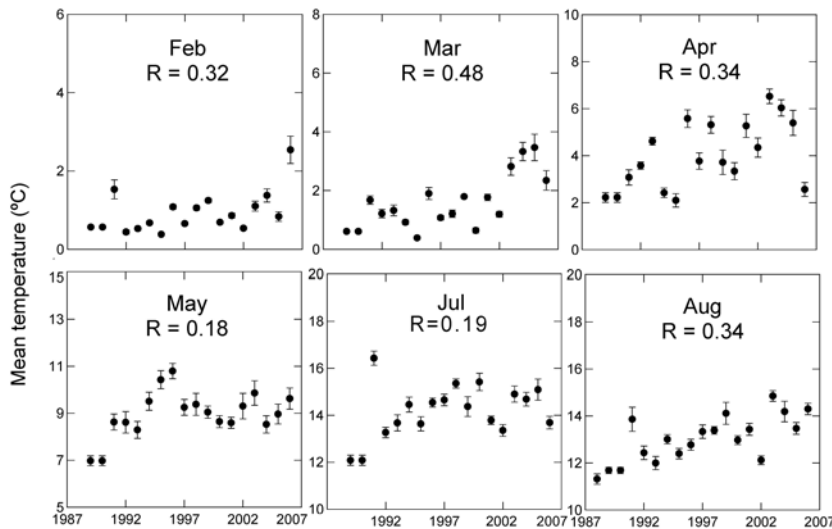 Mean temperature (ºC)
6
4
2
0
Feb
R = 0.32
8
6
4
2
0
Mar
R = 0.48
10
8
6
4
2
0
Apr
R = 0.34
15
13
11
9
7
5
May
R = 0.18
1987 1992 1997 2002 2007
20
18
16
14
12
10
Jul
R=0.19
1992 1997 2002 2007
20
18
16
14
12
10
Aug
R = 0.34
1987 1992 1997 2002 2007